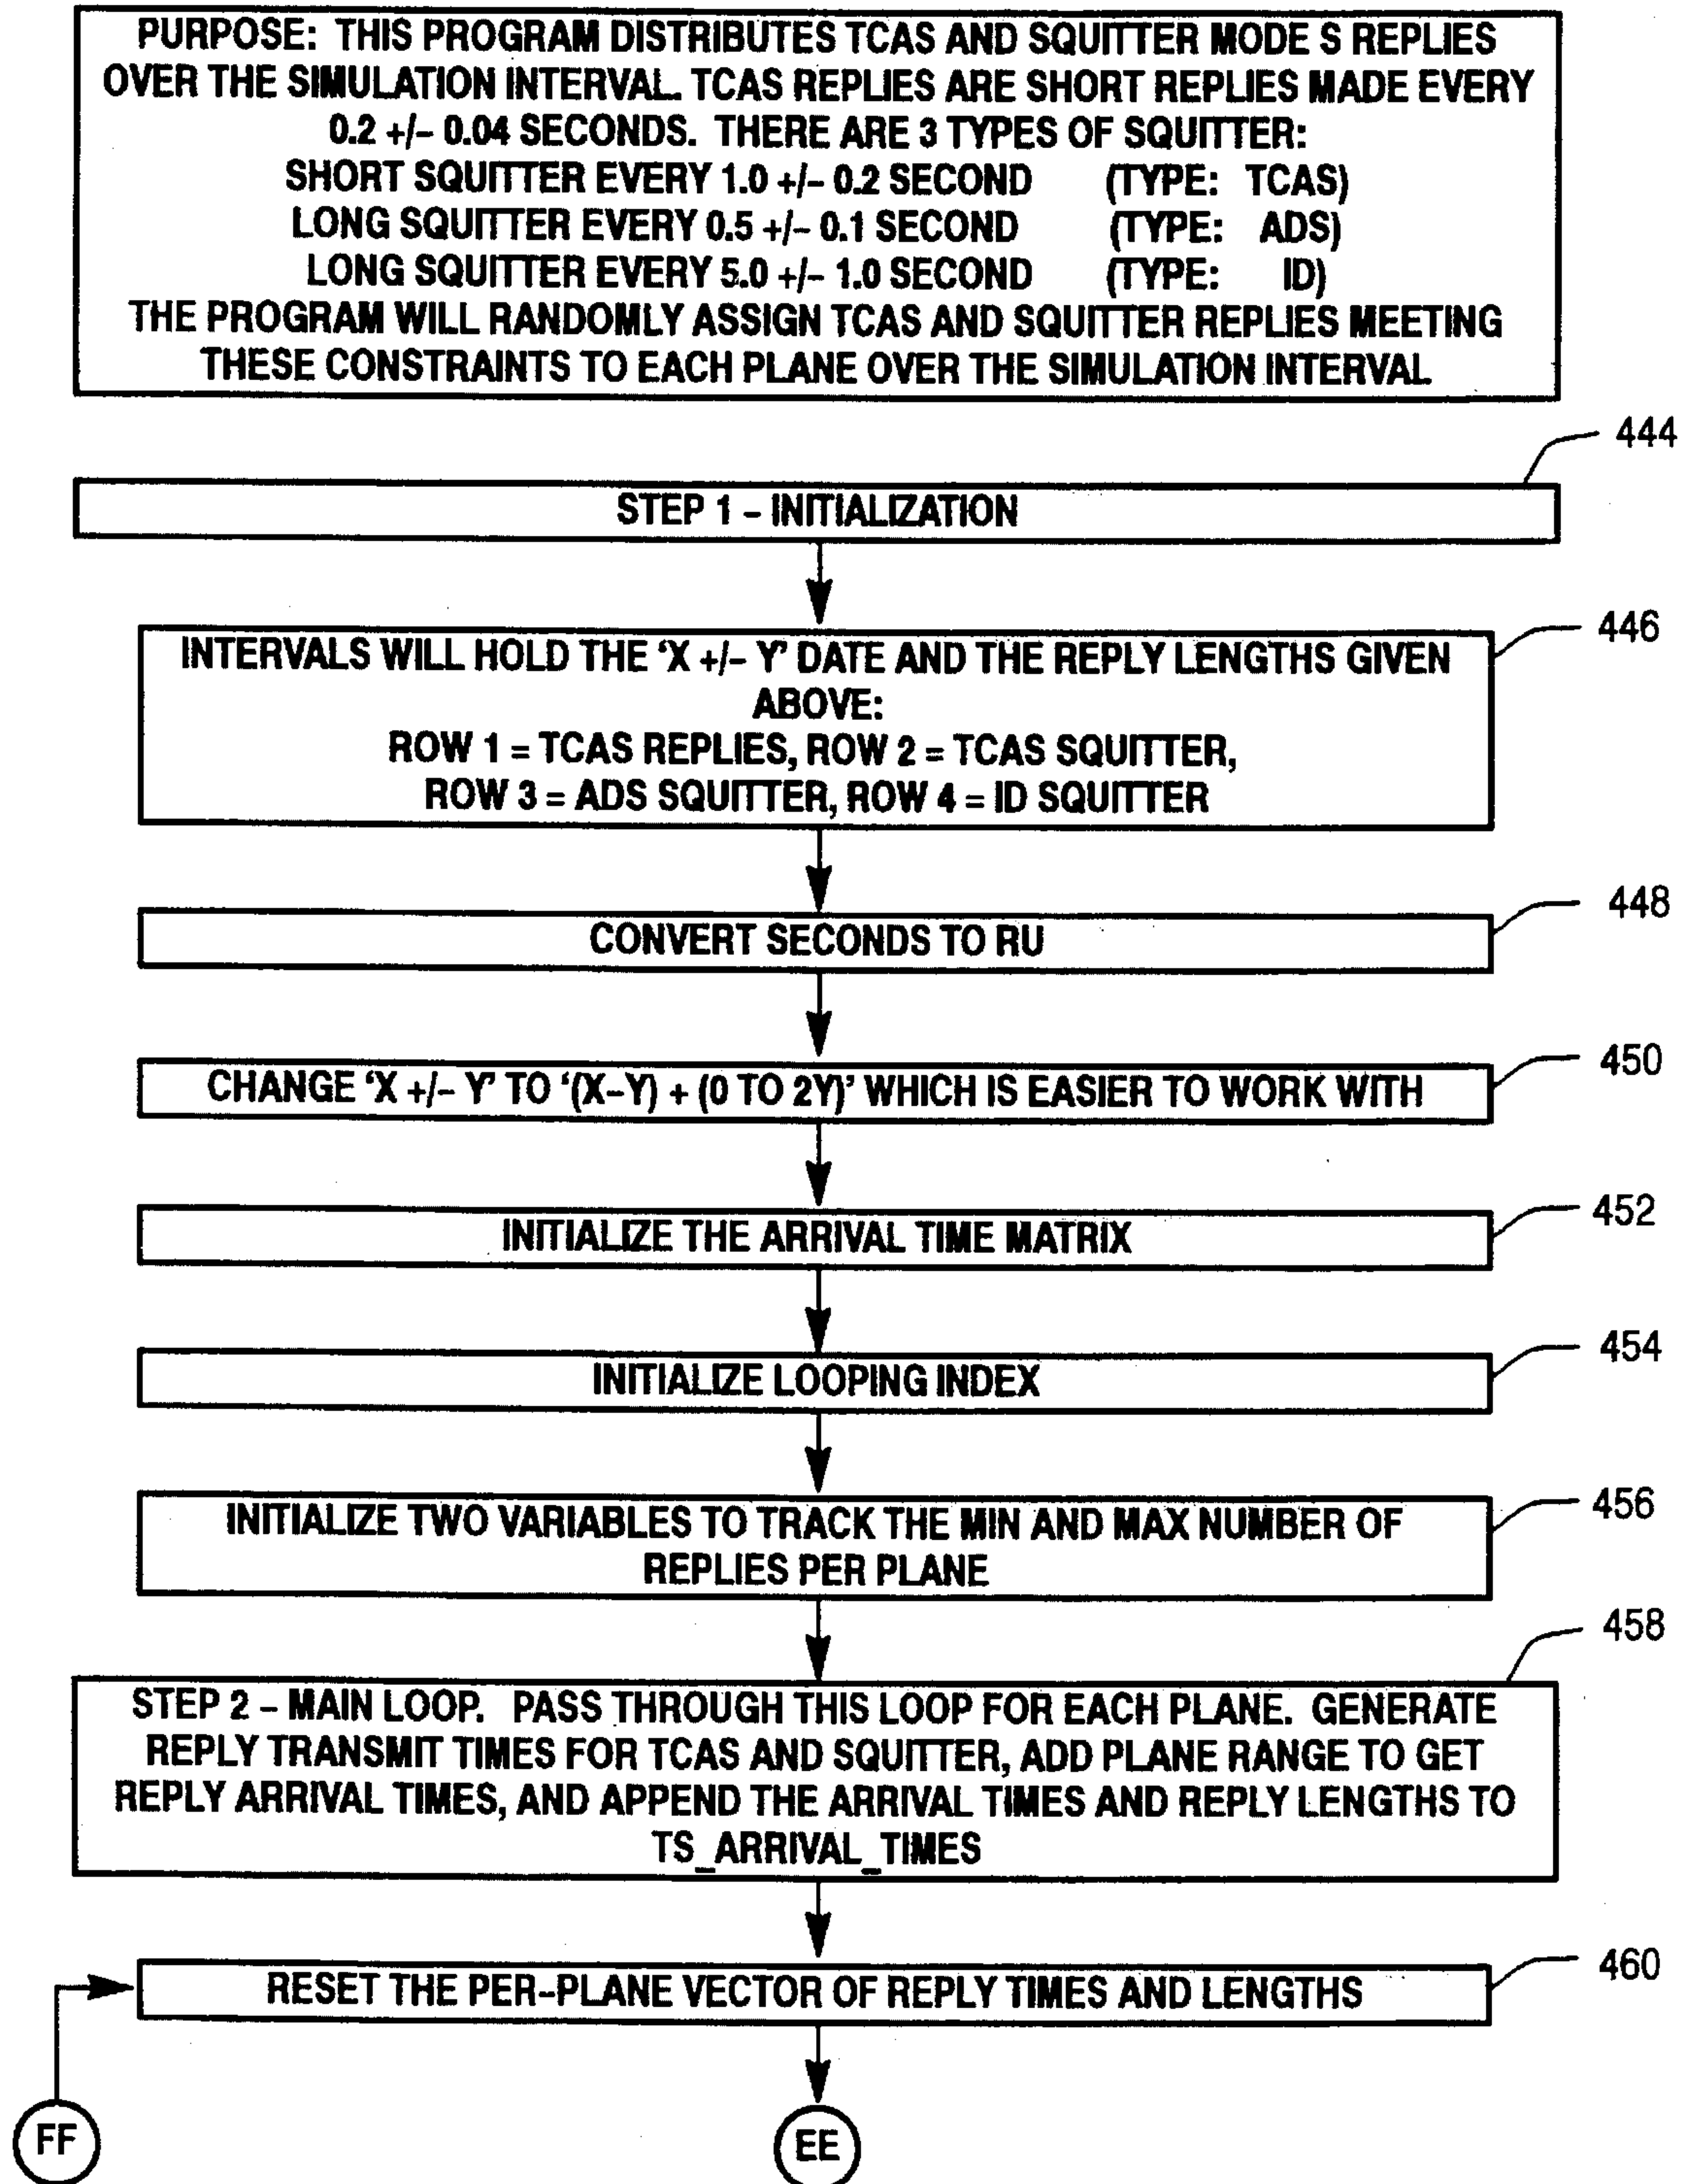 PURPOSE: THIS PROGRAM DISTRIBUTES TCAS AND SQUITTER MODE S REPLIES
OVER THE SIMULATION INTERVAL. TCAS REPLIES ARE SHORT REPLIES MADE EVERY
0.2 +/- 0.04 SECONDS. THERE ARE 3 TYPES OF SQUITTER:
SHORT SQUITTER EVERY 1.0 +/- 0.2 SECOND (TYPE: TCAS)
LONG SQUITTER EVERY 0.5 +/- 0.1 SECOND (TYPE: ADS)
LONG SQUITTER EVERY 5.0 +/- 1.0 SECOND (TYPE: ID)
THE PROGRAM WILL RANDOMLY ASSIGN TCAS AND SQUITTER REPLIES MEETING
THESE CONSTRAINTS TO EACH PLANE OVER THE SIMULATION INTERVAL
444
STEP 1 – INITIALIZATION
446
INTERVALS WILL HOLD THE 'X +/- Y' DATE AND THE REPLY LENGTHS GIVEN
ABOVE:
ROW 1 = TCAS REPLIES, ROW 2 = TCAS SQUITTER,
ROW 3 = ADS SQUITTER, ROW 4 = ID SQUITTER
448
CONVERT SECONDS TO RU
450
CHANGE 'X +/- Y' TO '(X–Y) + (0 TO 2Y)' WHICH IS EASIER TO WORK WITH
452
INITIALIZE THE ARRIVAL TIME MATRIX
454
INITIALIZE LOOPING INDEX
456
INITIALIZE TWO VARIABLES TO TRACK THE MIN AND MAX NUMBER OF
REPLIES PER PLANE
458
STEP 2 – MAIN LOOP. PASS THROUGH THIS LOOP FOR EACH PLANE. GENERATE
REPLY TRANSMIT TIMES FOR TCAS AND SQUITTER, ADD PLANE RANGE TO GET
REPLY ARRIVAL TIMES, AND APPEND THE ARRIVAL TIMES AND REPLY LENGTHS TO
TS_ARRIVAL_TIMES
460
RESET THE PER–PLANE VECTOR OF REPLY TIMES AND LENGTHS
FF
EE